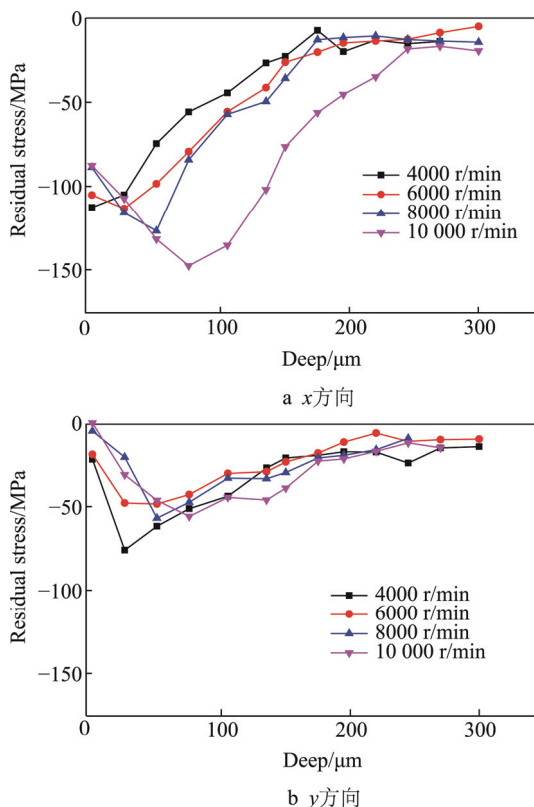 0
−50
−100
−150
Residual stress/MPa
4000 r/min
6000 r/min
8000 r/min
10 000 r/min
0 100 200 300
Deep/μm
a x方向
0
−50
−100
−150
Residual stress/MPa
4000 r/min
6000 r/min
8000 r/min
10 000 r/min
0 100 200 300
Deep/μm
b y方向